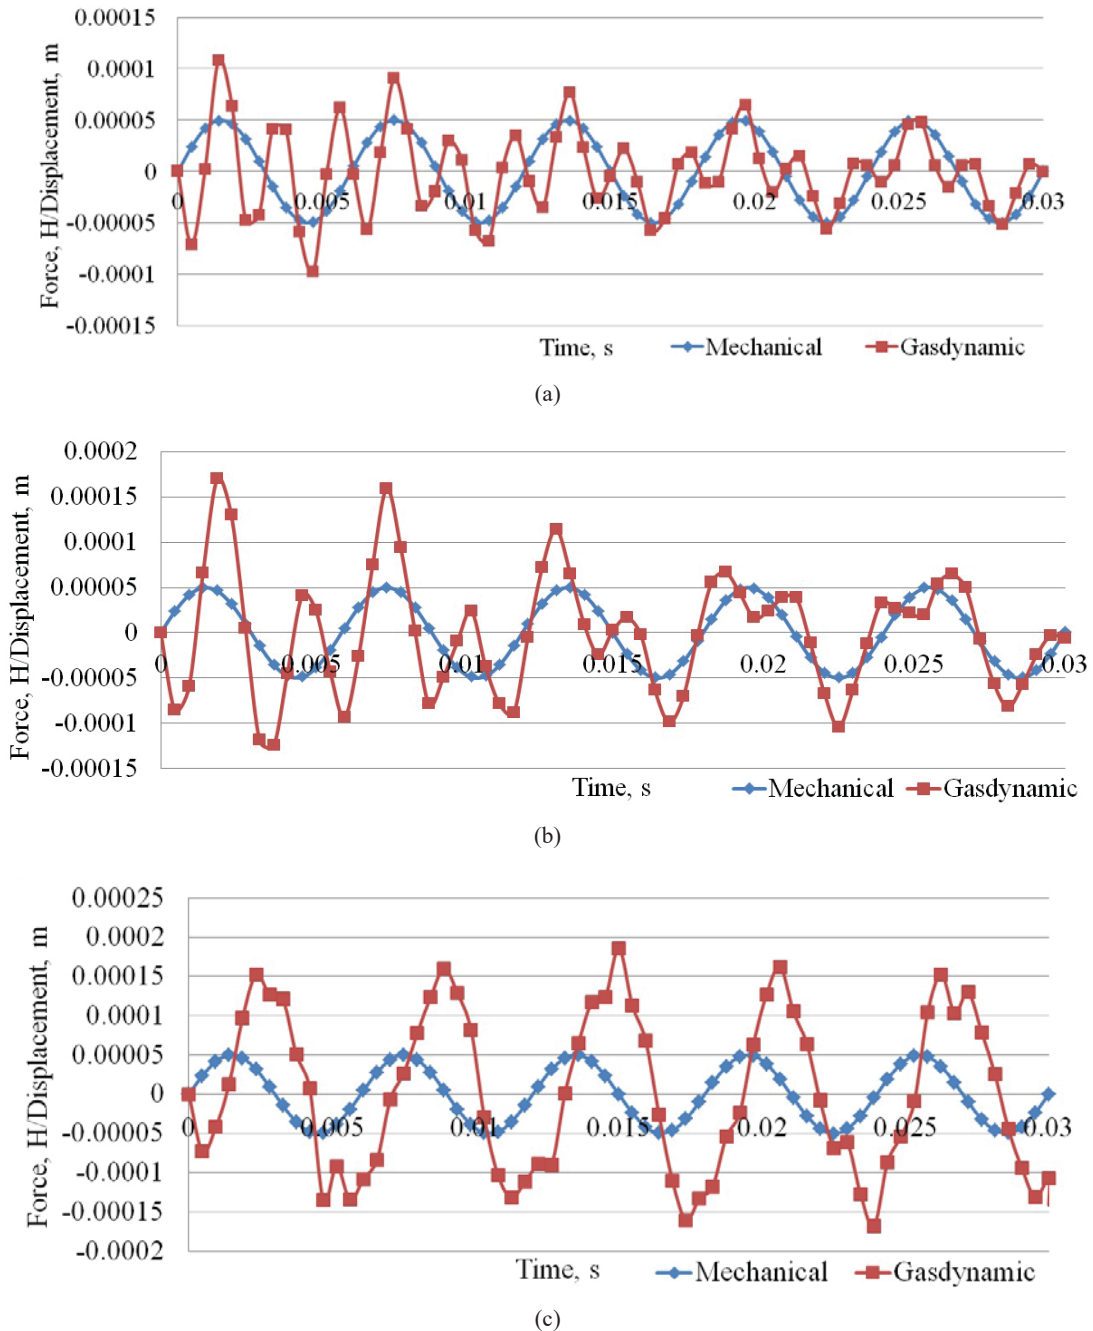 Force, H/Displacement, m
0.00015
0.0001
0.00005
0
-0.00005
-0.0001
-0.00015
0 0.005 0.01 0.015 0.02 0.025 0.03
Time, s Mechanical Gasdynamic
(a)
Force, H/Displacement, m
0.0002
0.00015
0.0001
0.00005
0
-0.00005
-0.0001
-0.00015
0 0.005 0.01 0.015 0.02 0.025 0.03
Time, s Mechanical Gasdynamic
(b)
Force, H/Displacement, m
0.00025
0.0002
0.00015
0.0001
0.00005
0
-0.00005
-0.0001
-0.00015
-0.0002
0 0.005 0.01 0.015 0.02 0.025 0.03
Time, s Mechanical Gasdynamic
(c)